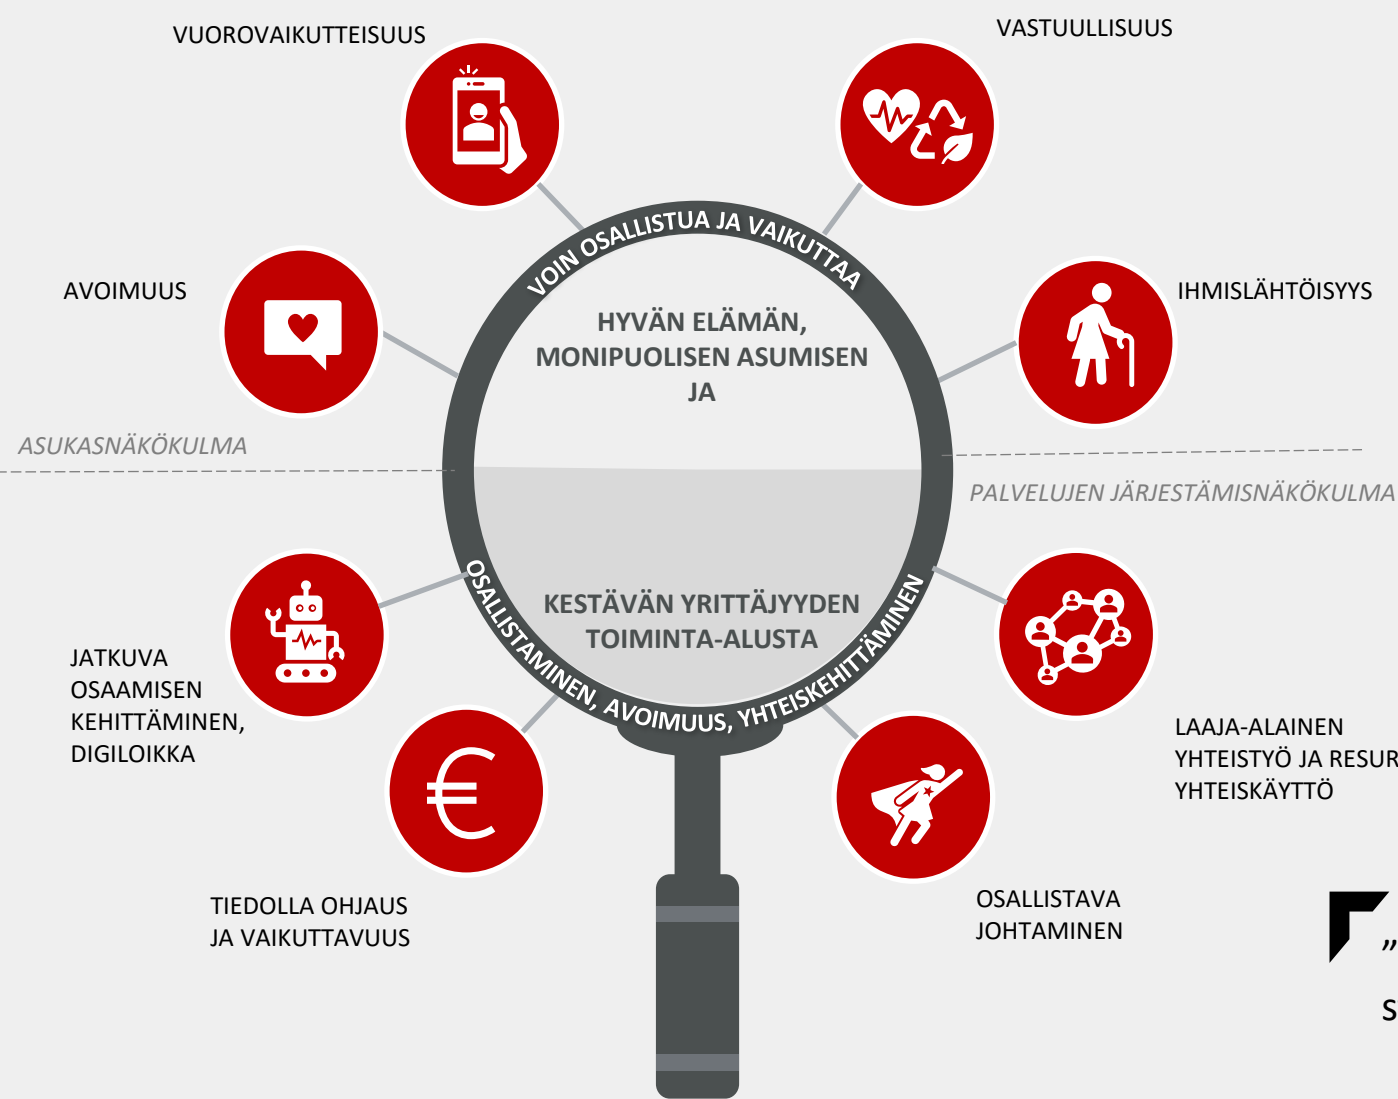 VUOROVAIKUTTEISUUS
VASTUULLISUUS
AVOIMUUS
IHMISLÄHTÖISYYS
VOIN OSALLISTUA JA VAIKUTTAA
HYVÄN ELÄMÄN,
MONIPUOLISEN ASUMISEN
JA
ASUKASNÄKÖKULMA
PALVELUJEN JÄRJESTÄMISNÄKÖKULMA
KESTÄVÄN YRITTÄJYYDEN
TOIMINTA-ALUSTA
OSALLISTAMINEN, AVOIMUUS, YHTEISKEHITTÄMINEN
JATKUVA
OSAAMISEN
KEHITTÄMINEN,
DIGILOIKKA
LAAJA-ALAINEN
YHTEISTYÖ JA RESUR
YHTEISKÄYTTÖ
TIEDOLLA OHJAUS
JA VAIKUTTAVUUS
OSALLISTAVA
JOHTAMINEN
€
”
s